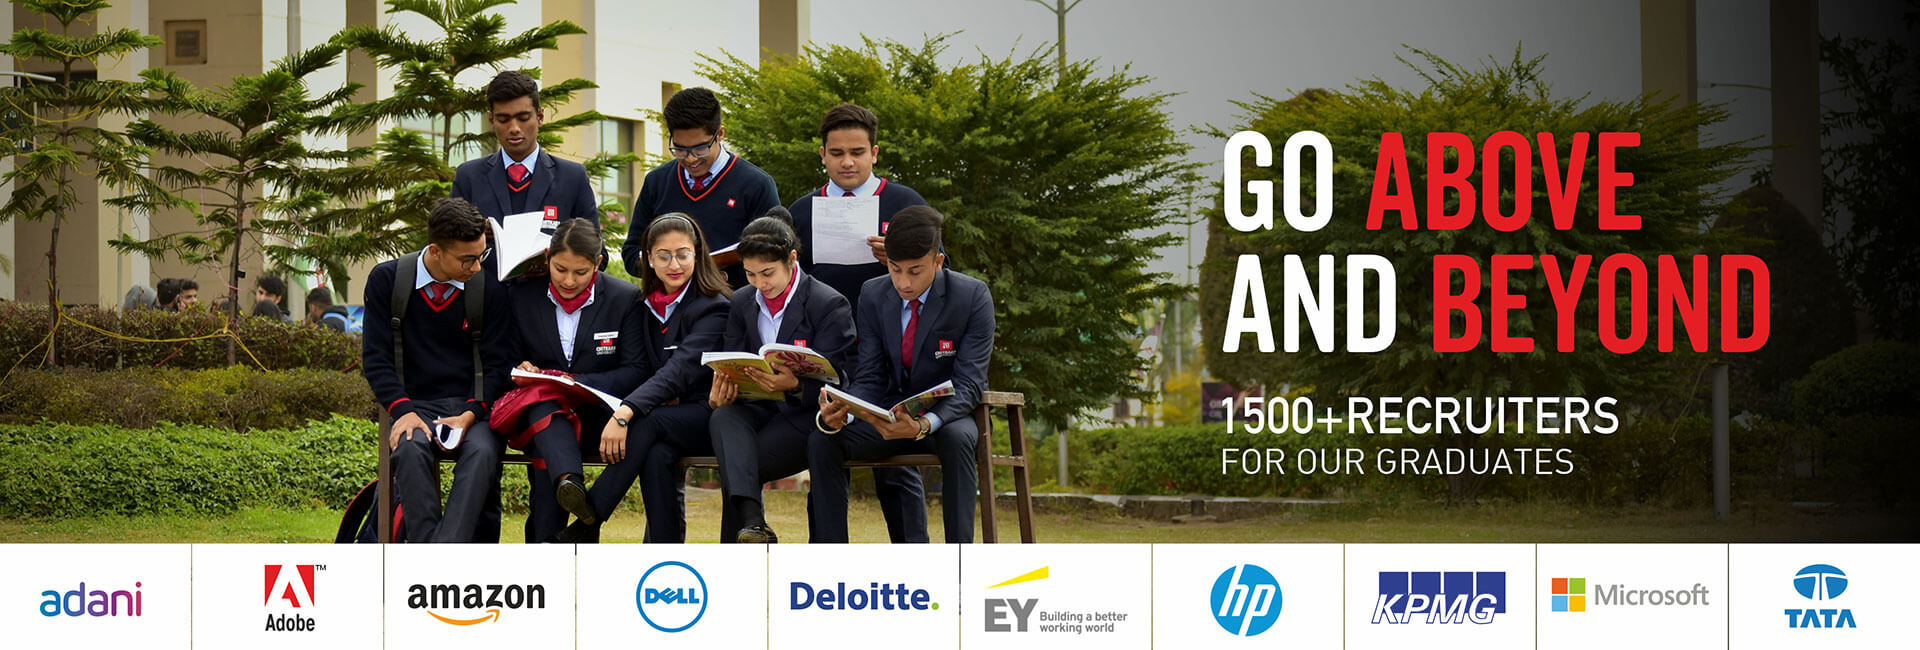 GO ABOVE
AND BEYOND
1500+RECRUITERS
FOR OUR GRADUATES
adani
Adobe™
amazon
DELL
Deloitte.
EY Building a better
working world
hp
KPMG
Microsoft
TATA